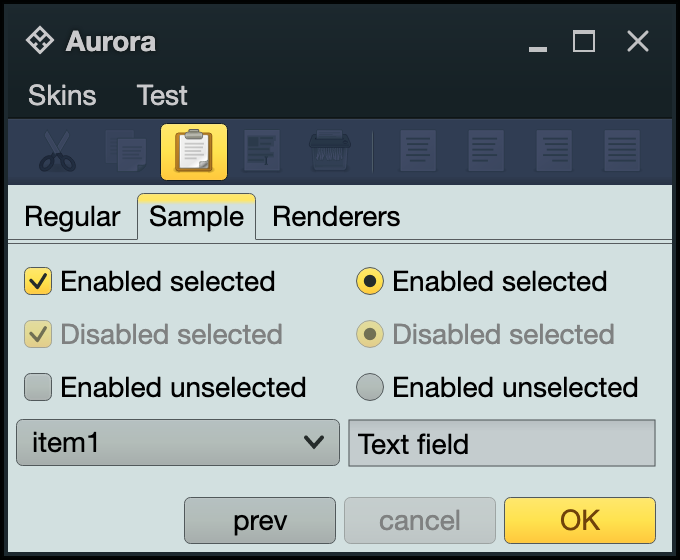 Aurora
Skins Test
Regular Sample Renderers
Enabled selected Enabled selected
Disabled selected Disabled selected
Enabled unselected Enabled unselected
item1 Text field
prev cancel OK